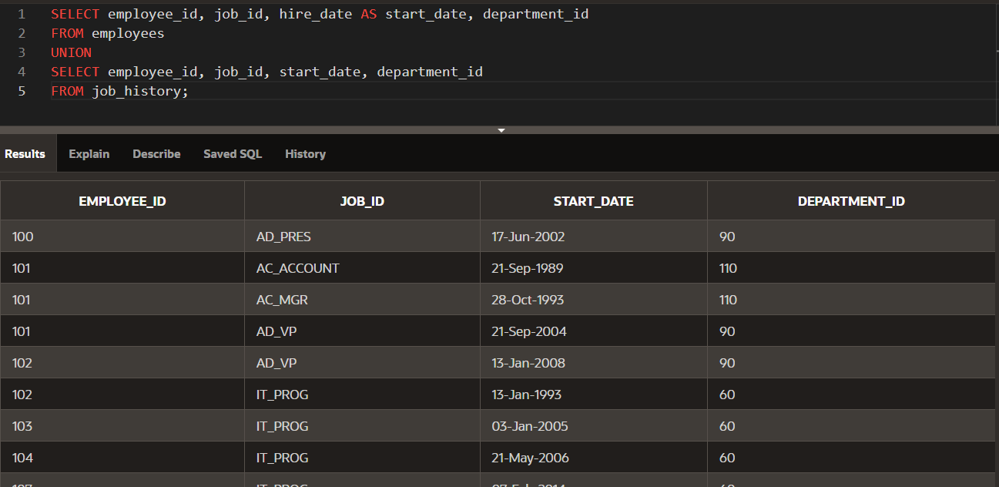 1 SELECT employee_id, job_id, hire_date AS start_date, department_id
2 FROM employees
3 UNION
4 SELECT employee_id, job_id, start_date, department_id
5 FROM job_history;
Results Explain Describe Saved SQL History
EMPLOYEE_ID JOB_ID START_DATE DEPARTMENT_ID
100 AD_PRES 17-Jun-2002 90
101 AC_ACCOUNT 21-Sep-1989 110
101 AC_MGR 28-Oct-1993 110
101 AD_VP 21-Sep-2004 90
102 AD_VP 13-Jan-2008 90
102 IT_PROG 13-Jan-1993 60
103 IT_PROG 03-Jan-2005 60
104 IT_PROG 21-May-2006 60